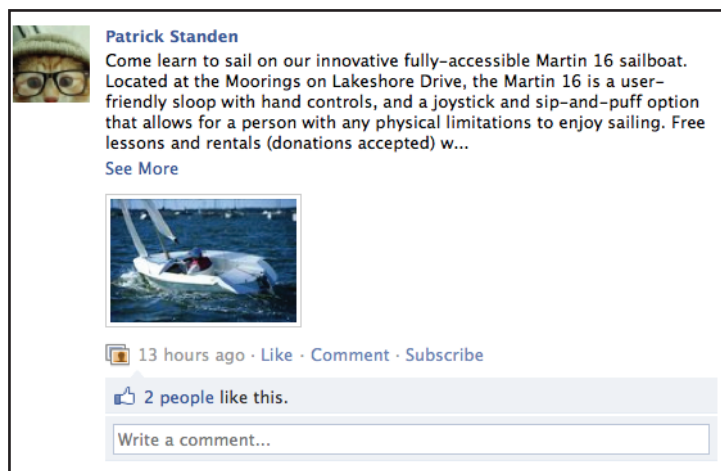 Patrick Standen
Come learn to sail on our innovative fully-accessible Martin 16 sailboat.
Located at the Moorings on Lakeshore Drive, the Martin 16 is a user-
friendly sloop with hand controls, and a joystick and sip-and-puff option
that allows for a person with any physical limitations to enjoy sailing. Free
lessons and rentals (donations accepted) w...
See More
13 hours ago · Like · Comment · Subscribe
2 people like this.
Write a comment...